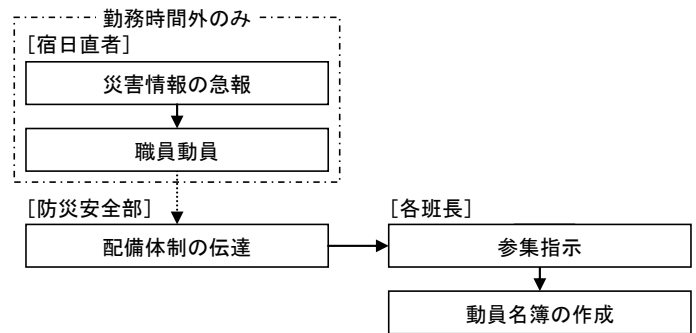 勤務時間外のみ
[宿日直者]
災害情報の急報
職員動員
[防災安全部]
[各班長]
配備体制の伝達
参集指示
動員名簿の作成